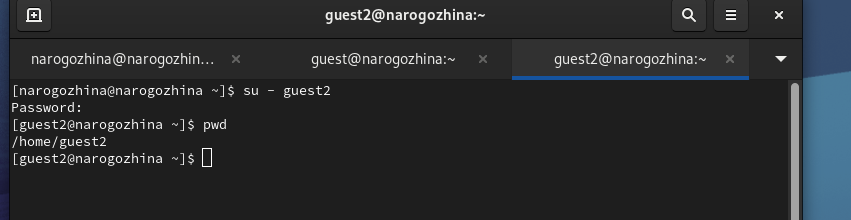 guest2@narogozhina:~
narogozhina@narogozhin...
guest@narogozhina:~
guest2@narogozhina:~
[narogozhina@narogozhina ~]$ su - guest2
Password:
[guest2@narogozhina ~]$ pwd
/home/guest2
[guest2@narogozhina ~]$